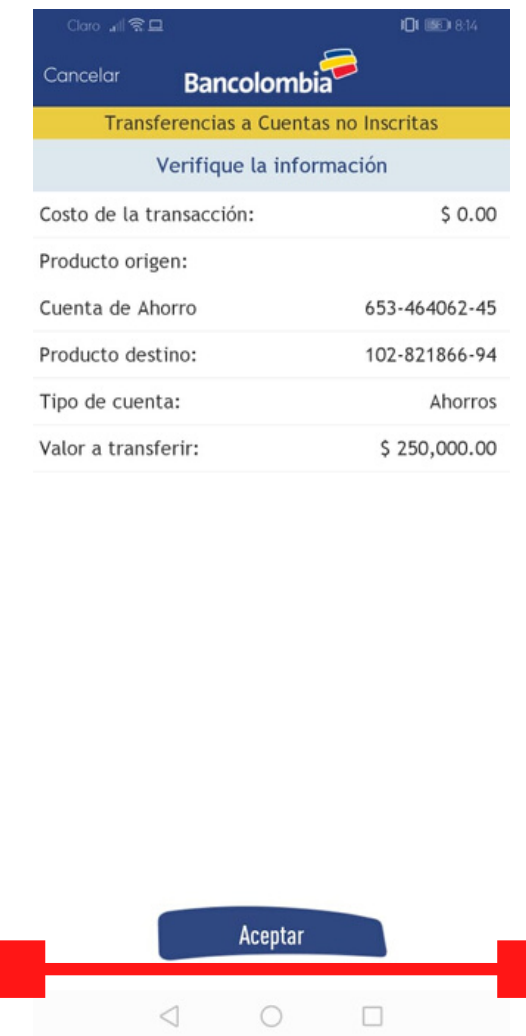 Claro 8:14
Cancelar Bancolombia
Transferencias a Cuentas no Inscritas
Verifique la información
Costo de la transacción: $ 0.00
Producto origen:
Cuenta de Ahorro 653-464062-45
Producto destino: 102-821866-94
Tipo de cuenta: Ahorros
Valor a transferir: $ 250,000.00
Aceptar